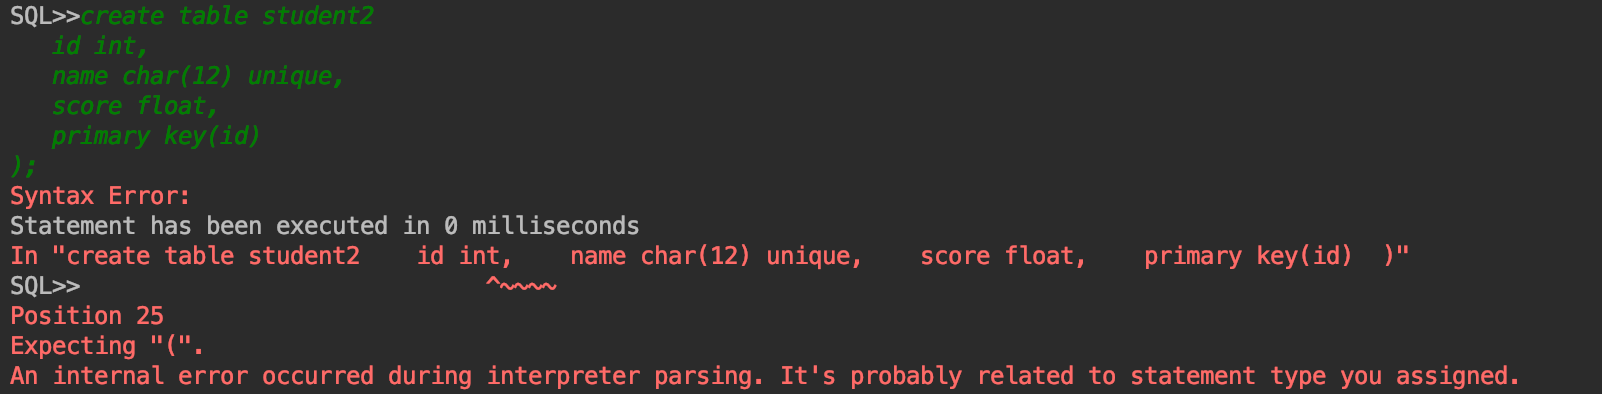 SQL>>create table student2
   id int,
   name char(12) unique,
   score float,
   primary key(id)
);
Syntax Error:
Statement has been executed in 0 milliseconds
In "create table student2    id int,    name char(12) unique,    score float,    primary key(id)  )"
SQL>>                             ^~~~~
Position 25
Expecting "(".
An internal error occurred during interpreter parsing. It's probably related to statement type you assigned.